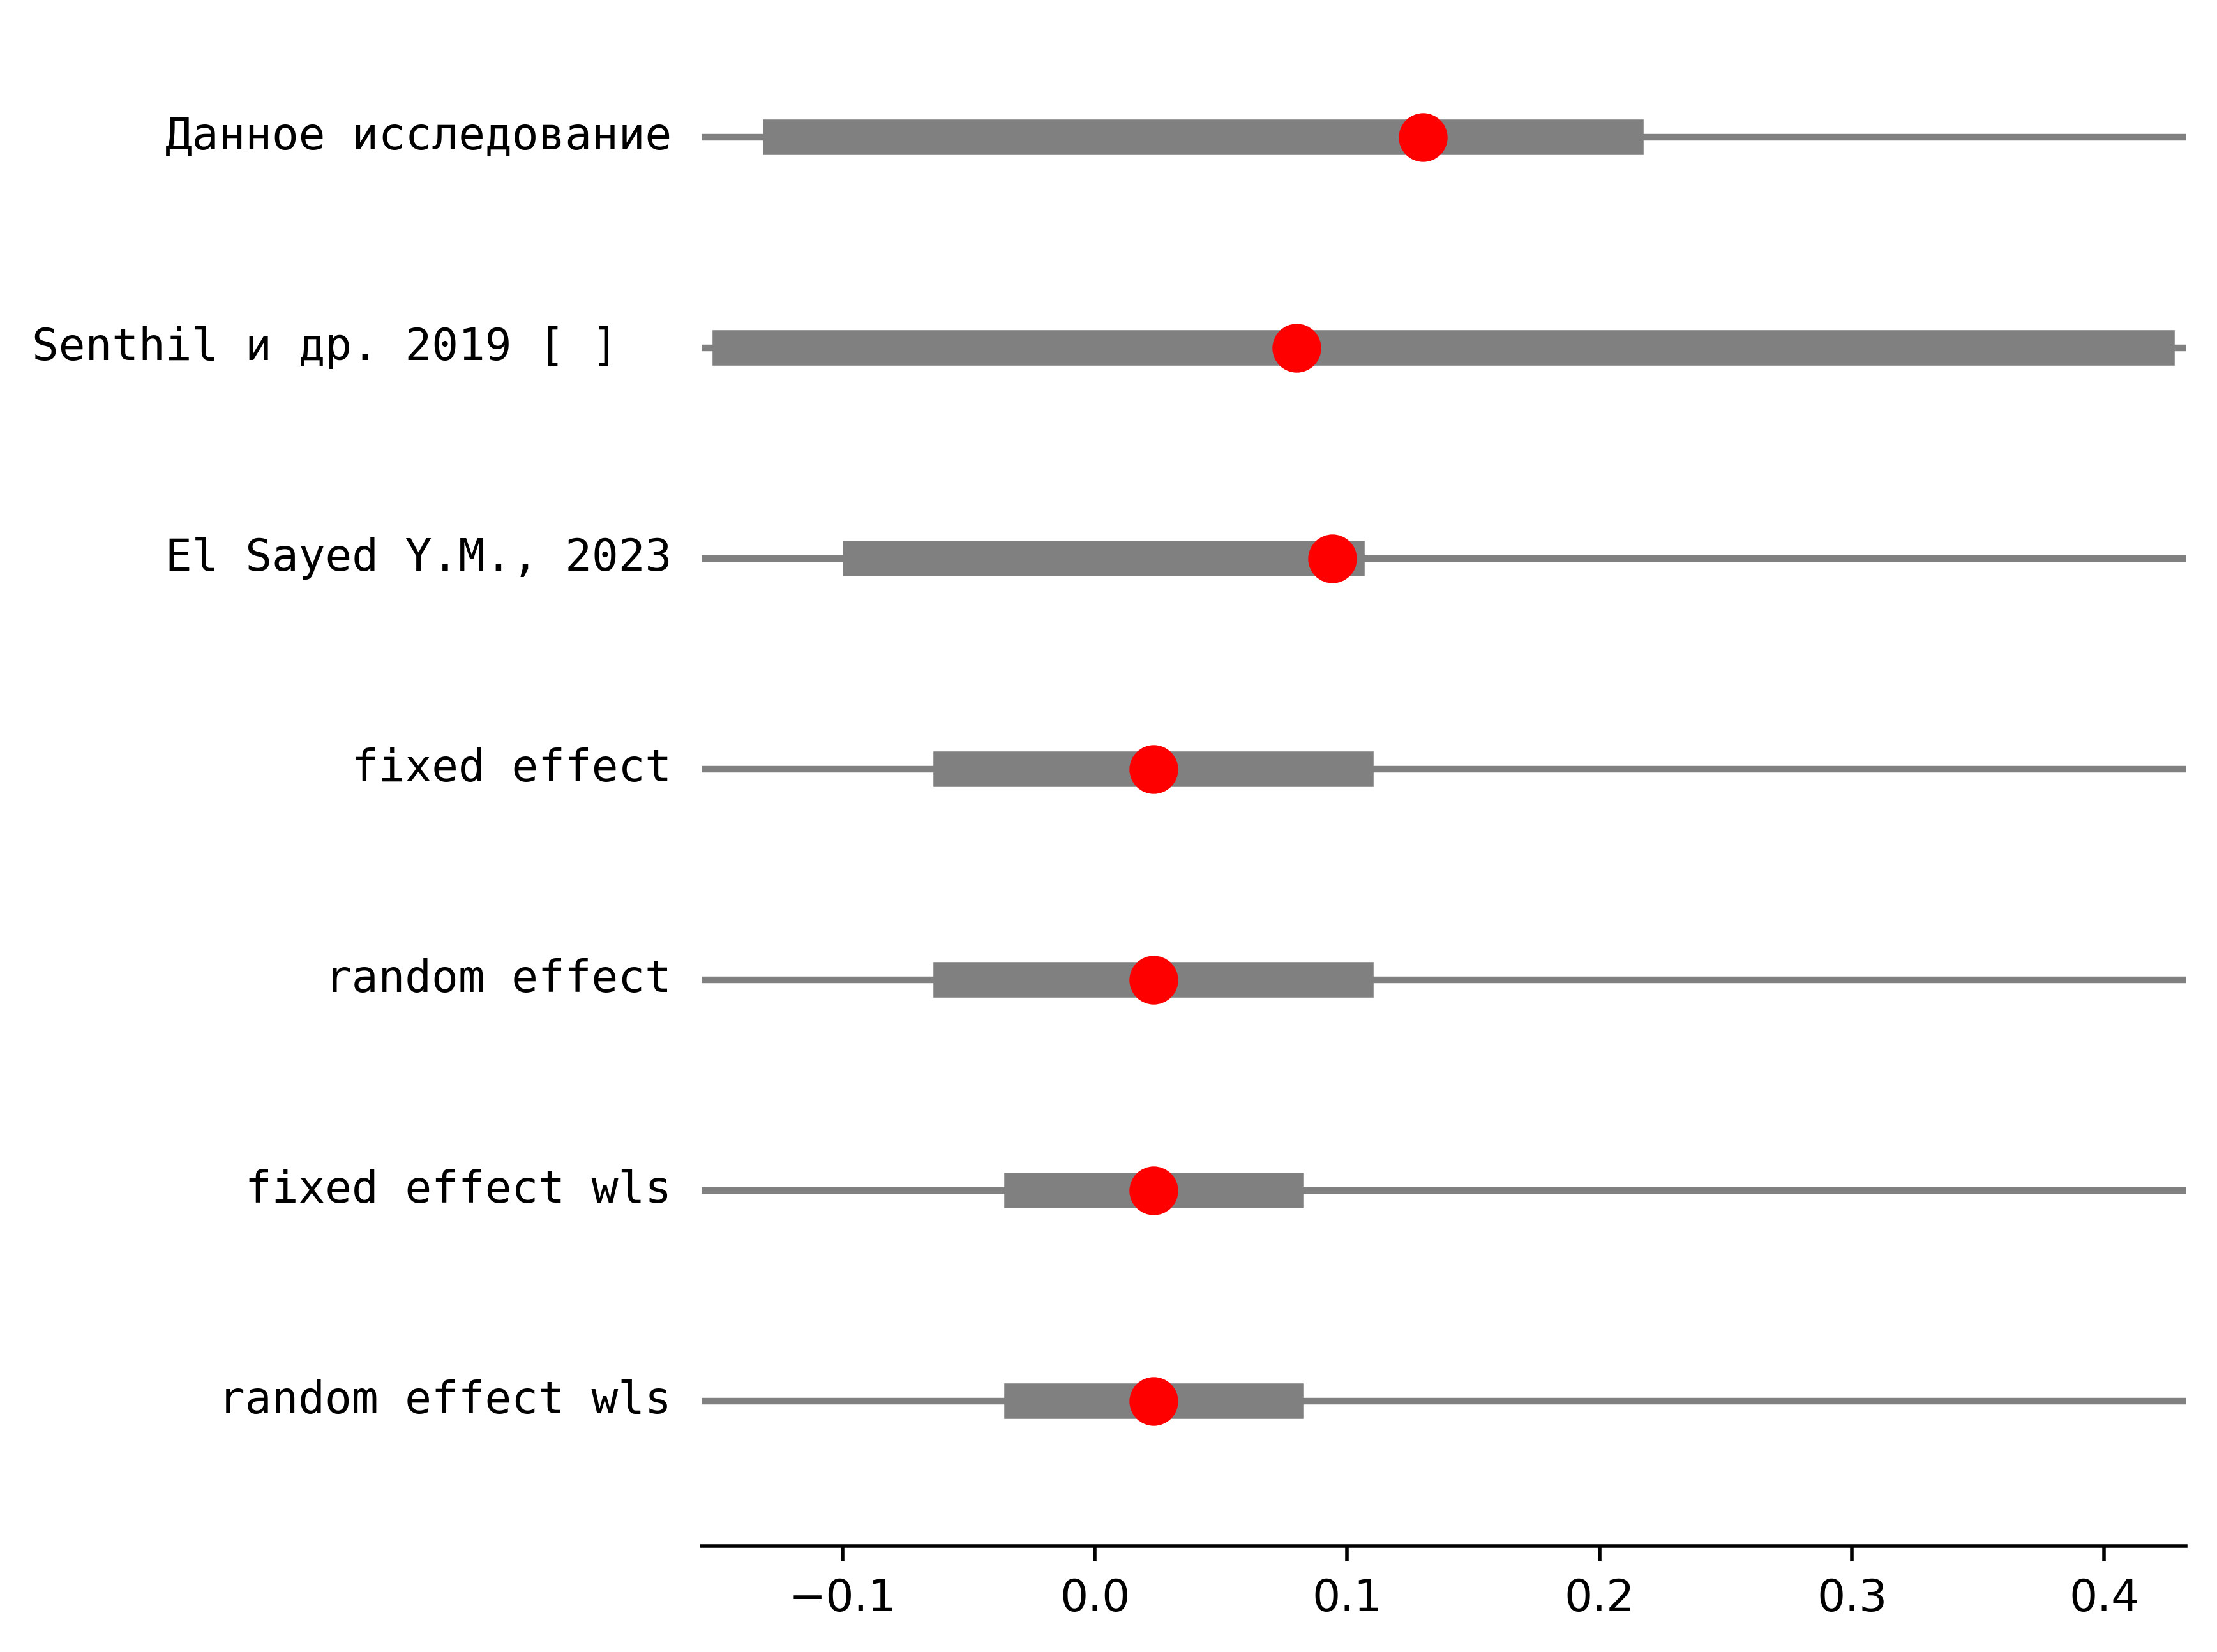 Данное исследование
Senthil и др. 2019 [ ]
El Sayed Y.M., 2023
fixed effect
random effect
fixed effect wls
random effect wls
−0.1 0.0 0.1 0.2 0.3 0.4